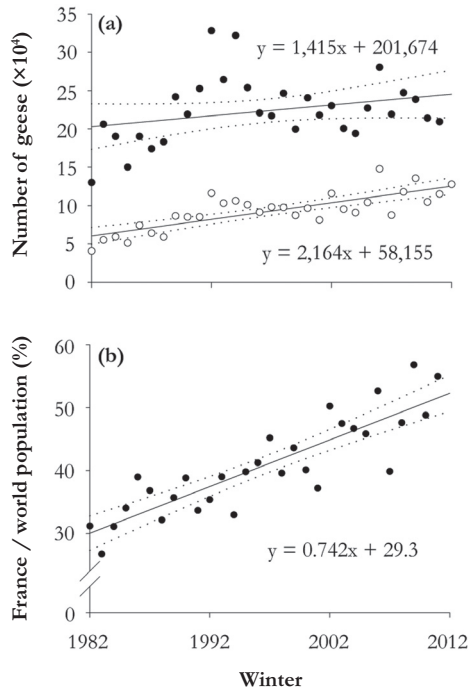 35
(a)
30
y = 1,415x + 201,674
25
20
15
10
5
y = 2,164x + 58,155
0
Number of geese (×10⁴)
60
(b)
50
40
30
y = 0.742x + 29.3
0
France / world population (%)
1982
1992
2002
2012
Winter